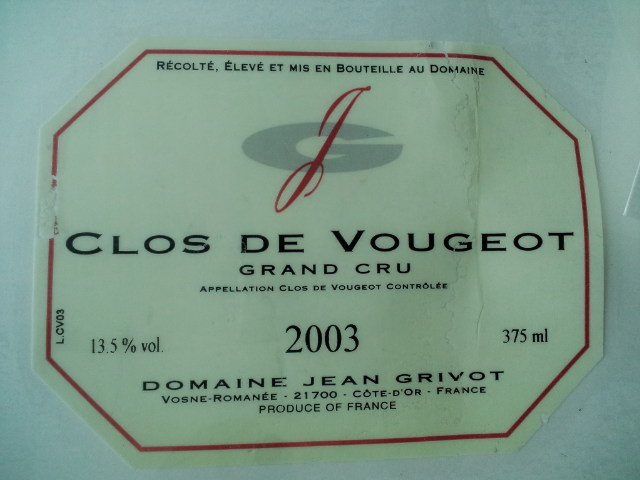 RÉCOLTÉ, ÉLEVÉ ET MIS EN BOUTEILLE AU DOMAINE
JG
CLOS DE VOUGEOT
GRAND CRU
APPELLATION CLOS DE VOUGEOT CONTRÔLÉE
L.CV03
13.5 % vol. 2003 375 ml
DOMAINE JEAN GRIVOT
VOSNE-ROMANÉE - 21700 - CÔTE-D'OR - FRANCE
PRODUCE OF FRANCE